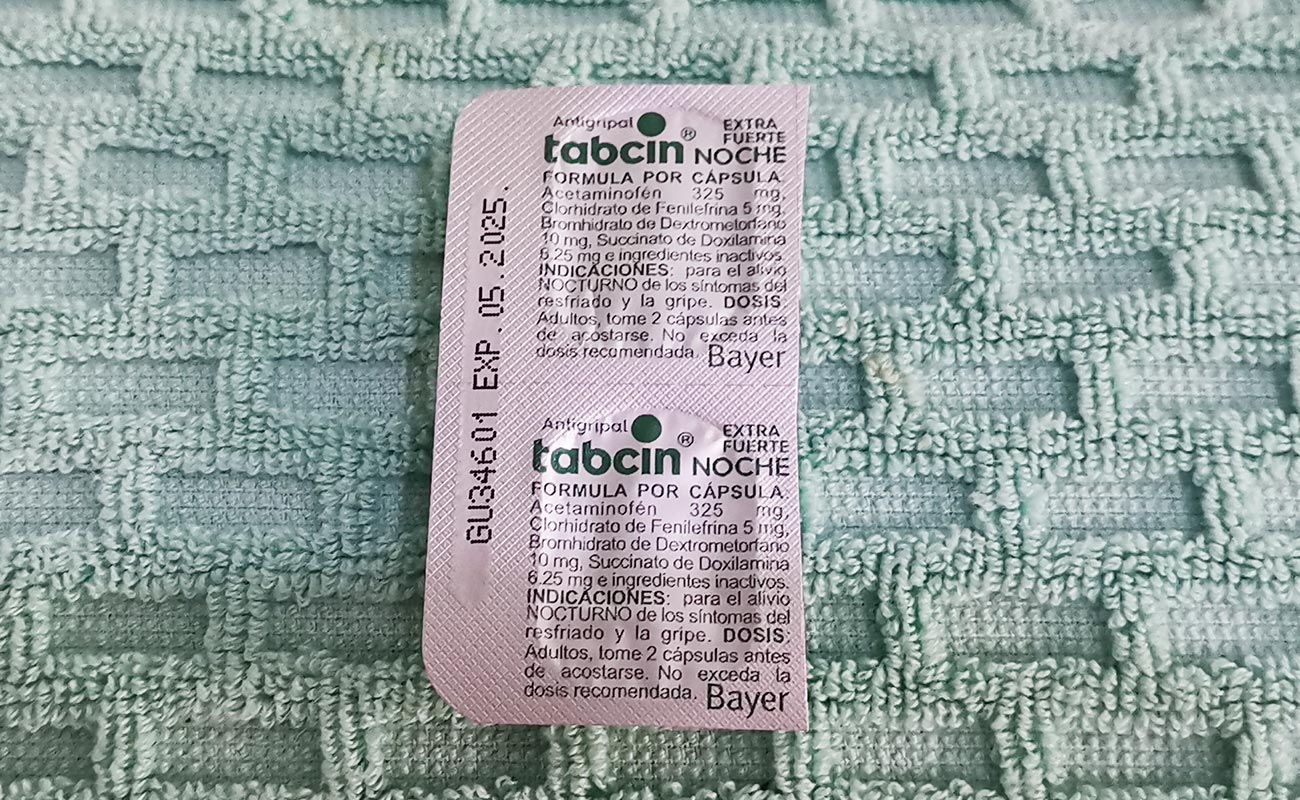 Antigripal
tabcin® EXTRA FUERTE NOCHE
FORMULA POR CÁPSULA:
Acetaminofén 325 mg,
Clorhidrato de Fenilefrina 5 mg,
Bromhidrato de Dextrometorfano
10 mg, Succinato de Doxilamina
6.25 mg e ingredientes inactivos.
INDICACIONES: para el alivio
NOCTURNO de los síntomas del
resfriado y la gripe. DOSIS:
Adultos, tome 2 cápsulas antes
de acostarse. No exceda la
dosis recomendada. Bayer
Antigripal
tabcin® EXTRA FUERTE NOCHE
FORMULA POR CÁPSULA:
Acetaminofén 325 mg,
Clorhidrato de Fenilefrina 5 mg,
Bromhidrato de Dextrometorfano
10 mg, Succinato de Doxilamina
6.25 mg e ingredientes inactivos.
INDICACIONES: para el alivio
NOCTURNO de los síntomas del
resfriado y la gripe. DOSIS:
Adultos, tome 2 cápsulas antes
de acostarse. No exceda la
dosis recomendada. Bayer
GU34601 EXP. 05.2025.